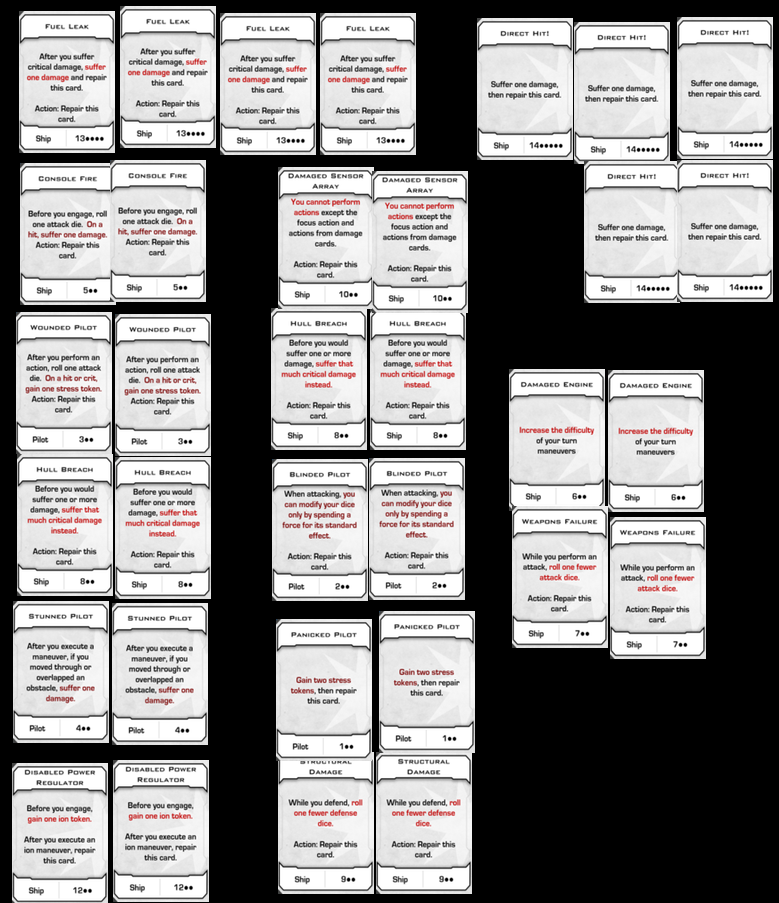 Fuel Leak
After you suffer
critical damage, suffer
one damage and repair
this card.
Action: Repair this
card.
Ship 13●●●●
Fuel Leak
After you suffer
critical damage, suffer
one damage and repair
this card.
Action: Repair this
card.
Ship 13●●●●
Fuel Leak
After you suffer
critical damage, suffer
one damage and repair
this card.
Action: Repair this
card.
Ship 13●●●●
Fuel Leak
After you suffer
critical damage, suffer
one damage and repair
this card.
Action: Repair this
card.
Ship 13●●●●
Direct Hit!
Suffer one damage,
then repair this card.
Ship 14●●●●●
Direct Hit!
Suffer one damage,
then repair this card.
Ship 14●●●●●
Direct Hit!
Suffer one damage,
then repair this card.
Ship 14●●●●●
Console Fire
Before you engage, roll
one attack die. On a
hit, suffer one damage.
Action: Repair this
card.
Ship 5●●
Console Fire
Before you engage, roll
one attack die. On a
hit, suffer one damage.
Action: Repair this
card.
Ship 5●●
Damaged Sensor
Array
You cannot perform
actions except the
focus action and
actions from damage
cards.
Action: Repair this
card.
Ship 10●●
Damaged Sensor
Array
You cannot perform
actions except the
focus action and
actions from damage
cards.
Action: Repair this
card.
Ship 10●●
Direct Hit!
Suffer one damage,
then repair this card.
Ship 14●●●●●
Direct Hit!
Suffer one damage,
then repair this card.
Ship 14●●●●●
Wounded Pilot
After you perform an
action, roll one attack
die. On a hit or crit,
gain one stress token.
Action: Repair this
card.
Pilot 3●●
Wounded Pilot
After you perform an
action, roll one attack
die. On a hit or crit,
gain one stress token.
Action: Repair this
card.
Pilot 3●●
Hull Breach
Before you would
suffer one or more
damage, suffer that
much critical damage
instead.
Action: Repair this
card.
Ship 8●●
Hull Breach
Before you would
suffer one or more
damage, suffer that
much critical damage
instead.
Action: Repair this
card.
Ship 8●●
Damaged Engine
Increase the difficulty
of your turn
maneuvers
Ship 6●●
Damaged Engine
Increase the difficulty
of your turn
maneuvers
Ship 6●●
Hull Breach
Before you would
suffer one or more
damage, suffer that
much critical damage
instead.
Action: Repair this
card.
Ship 8●●
Hull Breach
Before you would
suffer one or more
damage, suffer that
much critical damage
instead.
Action: Repair this
card.
Ship 8●●
Blinded Pilot
When attacking, you
can modify your dice
only by spending a
force for its standard
effect.
Action: Repair this
card.
Pilot 2●●
Blinded Pilot
When attacking, you
can modify your dice
only by spending a
force for its standard
effect.
Action: Repair this
card.
Pilot 2●●
Weapons Failure
While you perform an
attack, roll one fewer
attack dice.
Action: Repair this
card.
Ship 7●●
Weapons Failure
While you perform an
attack, roll one fewer
attack dice.
Action: Repair this
card.
Ship 7●●
Stunned Pilot
After you execute a
maneuver, if you
moved through or
overlapped an
obstacle, suffer one
damage.
Pilot 4●●
Stunned Pilot
After you execute a
maneuver, if you
moved through or
overlapped an
obstacle, suffer one
damage.
Pilot 4●●
Panicked Pilot
Gain two stress
tokens, then repair
this card.
Pilot 1●●
Panicked Pilot
Gain two stress
tokens, then repair
this card.
Pilot 1●●
Disabled Power
Regulator
Before you engage,
gain one ion token.
After you execute an
ion maneuver, repair
this card.
Ship 12●●
Disabled Power
Regulator
Before you engage,
gain one ion token.
After you execute an
ion maneuver, repair
this card.
Ship 12●●
Structural
Damage
While you defend, roll
one fewer defense
dice.
Action: Repair this
card.
Ship 9●●
Structural
Damage
While you defend, roll
one fewer defense
dice.
Action: Repair this
card.
Ship 9●●